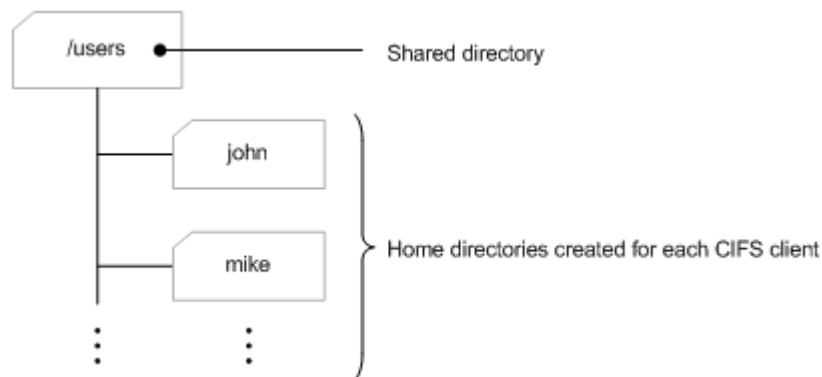 /users
Shared directory
john
Home directories created for each CIFS client
mike